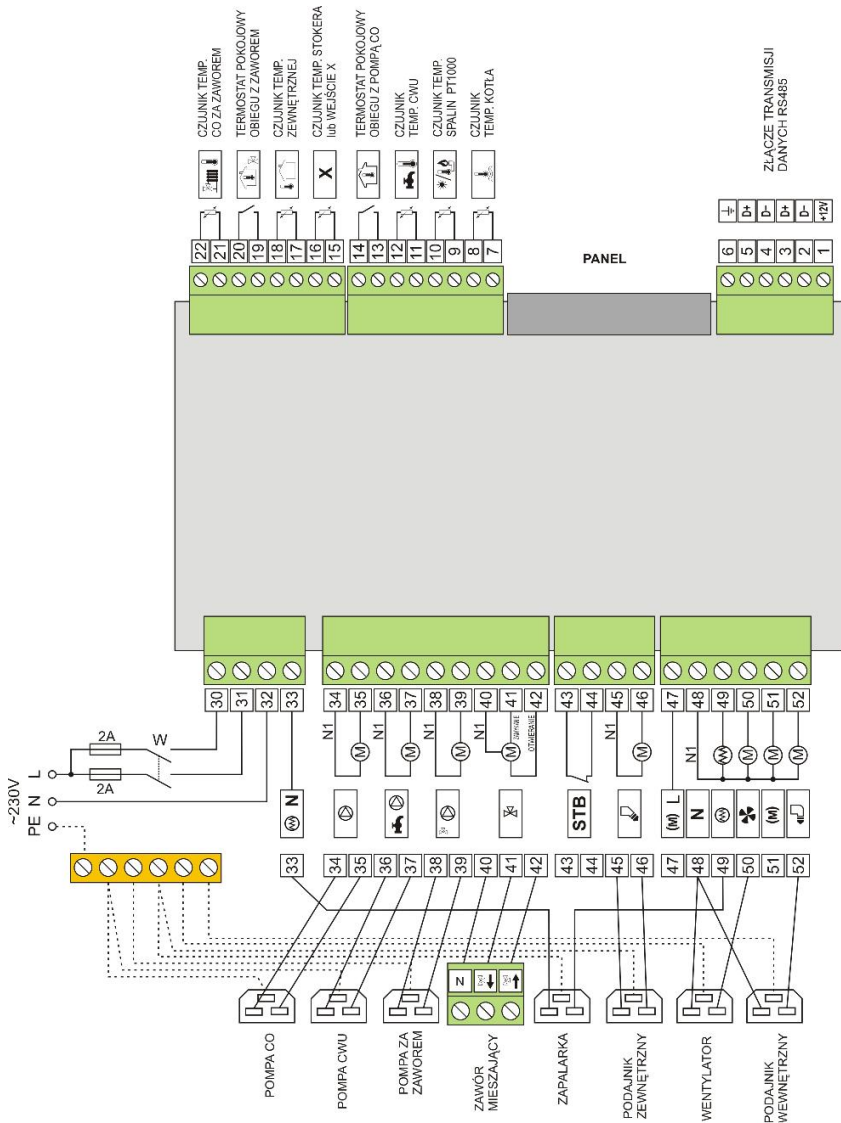 CZUJNIK TEMP.
CO ZA ZAWOREM
TERMOSTAT POKOJOWY
OBIEGU Z ZAWOREM
CZUJNIK TEMP.
ZEWNĘTRZNEJ
CZUJNIK TEMP. STOKERA
lub WEJŚCIE X
TERMOSTAT POKOJOWY
OBIEGU Z POMPĄ CO
CZUJNIK
TEMP. CWU
CZUJNIK TEMP.
SPALIN PT1000
CZUJNIK
TEMP. KOTŁA
ZŁĄCZE TRANSMISJI
DANYCH RS485
X
22
21
20
19
18
17
16
15
14
13
12
11
10
9
8
7
PANEL
D+
D-
D+
D-
+12V
6
5
4
3
2
1
~230V
L
N
PE
2A
2A
W
30
31
32
33
34
35
36
37
38
39
40
41
42
43
44
45
46
47
48
49
50
51
52
N1
N1
N1
N1
N1
N1
M
M
M
M
ZAMYKANIE
OTWIERANIE
M
M
M
M
N
STB
(M) L
N
(M)
33
34
35
36
37
38
39
40
41
42
43
44
45
46
47
48
49
50
51
52
N
POMPA CO
POMPA CWU
POMPA ZA
ZAWOREM
ZAWÓR
MIESZAJĄCY
ZAPALARKA
PODAJNIK
ZEWNĘTRZNY
WENTYLATOR
PODAJNIK
WEWNĘTRZNY